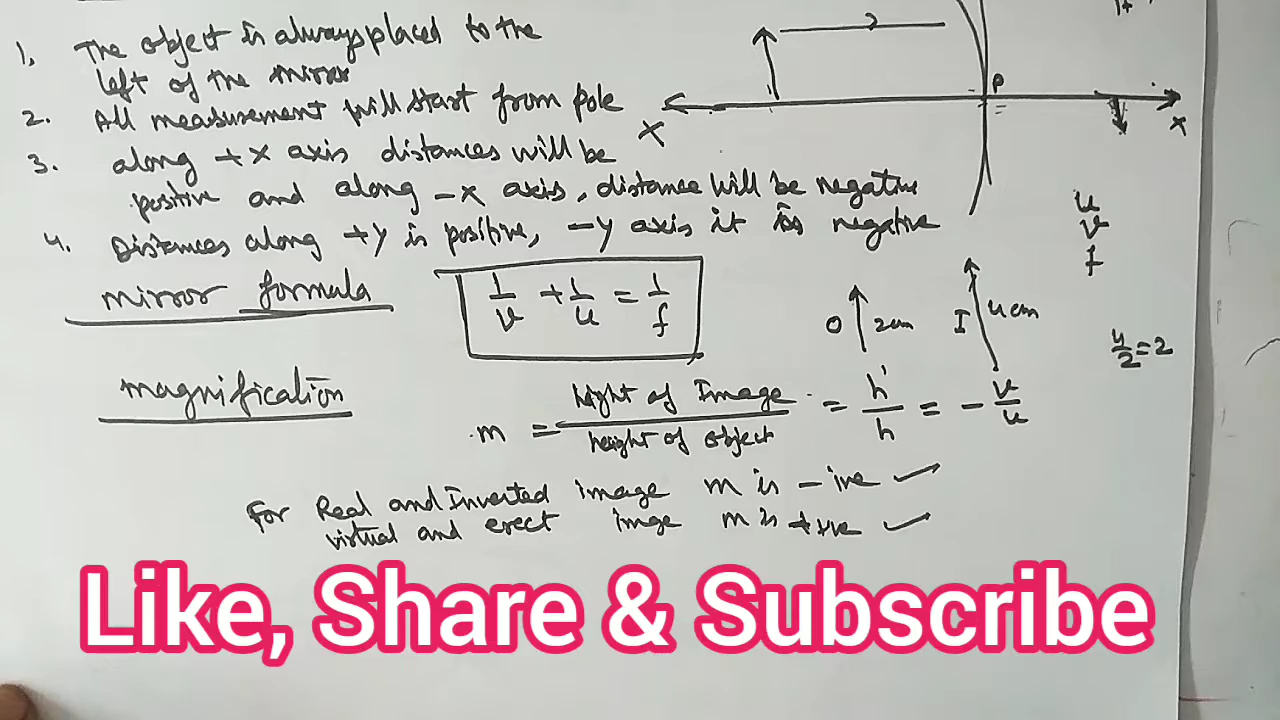 1. The object is always placed to the
left of the mirror
2. All measurement will start from pole
3. along +x axis distances will be
positive and along -x axis, distance will be negative
4. Distances along +y is positive, -y axis it is negative
P
X
X
u
v
f
mirror formula
1/v + 1/u = 1/f
O 2cm
I 4cm
4/2 = 2
magnification
m = height of Image / height of object = h'/h = - v/u
For Real and Inverted image m is -ive
virtual and erect imge m is +ive
Like, Share & Subscribe